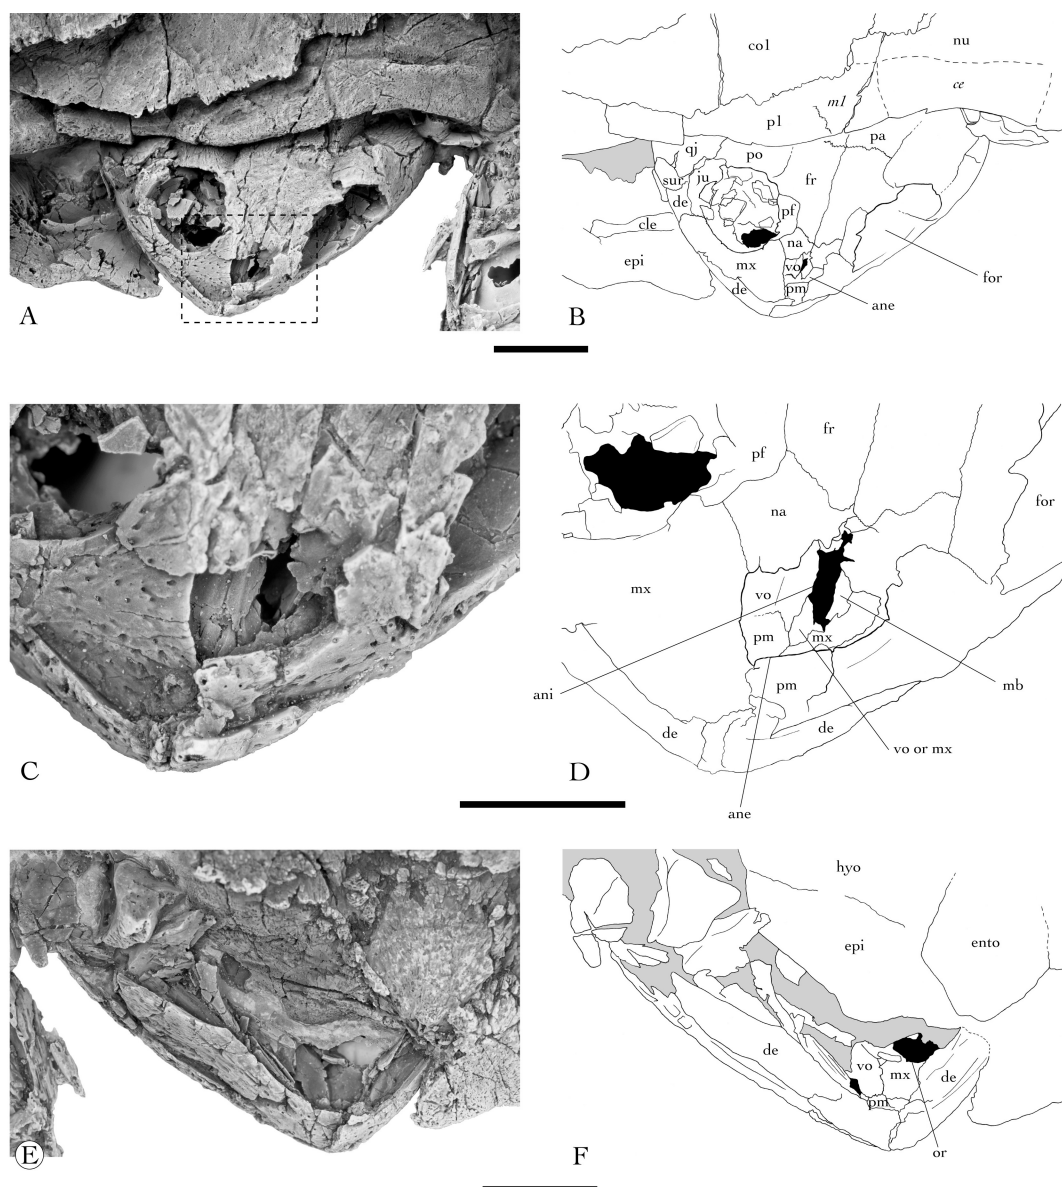 A
co1
nu
ce
m1
p1
pa
qj
po
sur
ju
fr
de
pf
cle
na
mx
vo
epi
de
pm
for
ane
B
fr
pf
for
na
mx
vo
pm
mx
ani
pm
mb
de
de
vo or mx
C
D
ane
hyo
epi
ento
de
vo
mx
de
pm
E
F
or